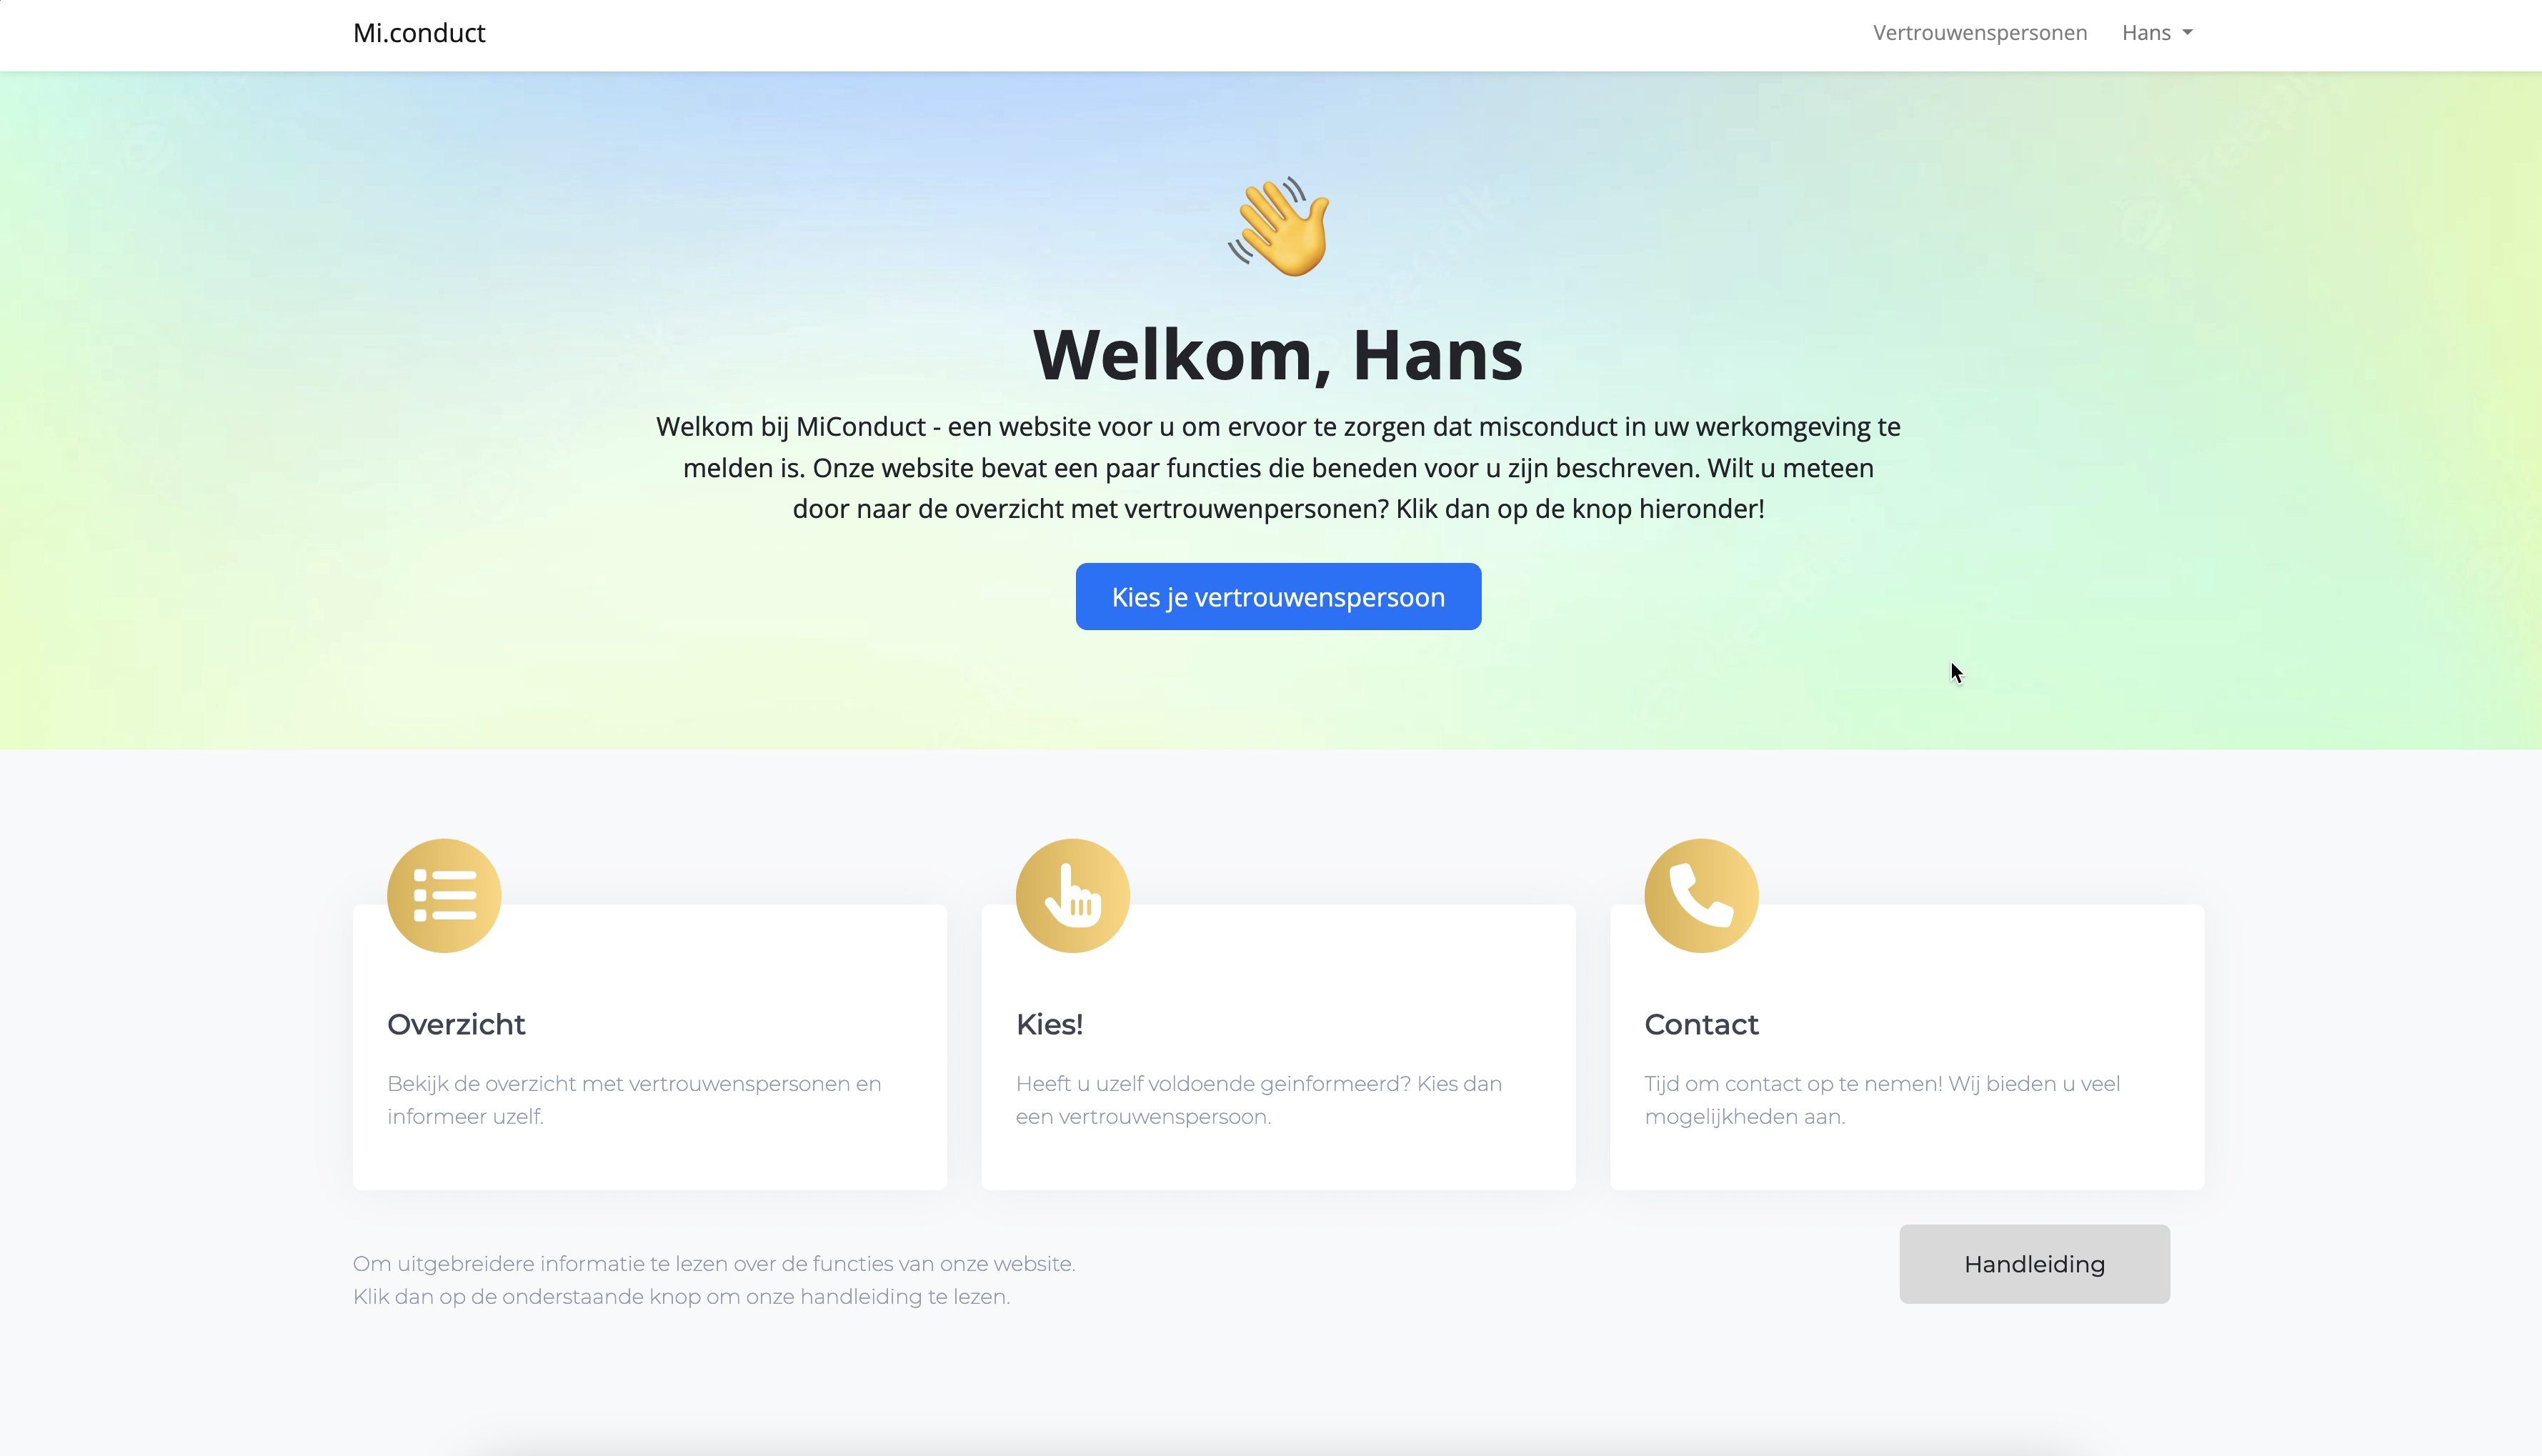 Mi.conduct
Vertrouwenspersonen
Hans
Welkom, Hans
Welkom bij MiConduct - een website voor u om ervoor te zorgen dat misconduct in uw werkomgeving te
melden is. Onze website bevat een paar functies die beneden voor u zijn beschreven. Wilt u meteen
door naar de overzicht met vertrouwenpersonen? Klik dan op de knop hieronder!
Kies je vertrouwenspersoon
Overzicht
Bekijk de overzicht met vertrouwenspersonen en
informeer uzelf.
Kies!
Heeft u uzelf voldoende geinformeerd? Kies dan
een vertrouwenspersoon.
Contact
Tijd om contact op te nemen! Wij bieden u veel
mogelijkheden aan.
Om uitgebreidere informatie te lezen over de functies van onze website.
Klik dan op de onderstaande knop om onze handleiding te lezen.
Handleiding